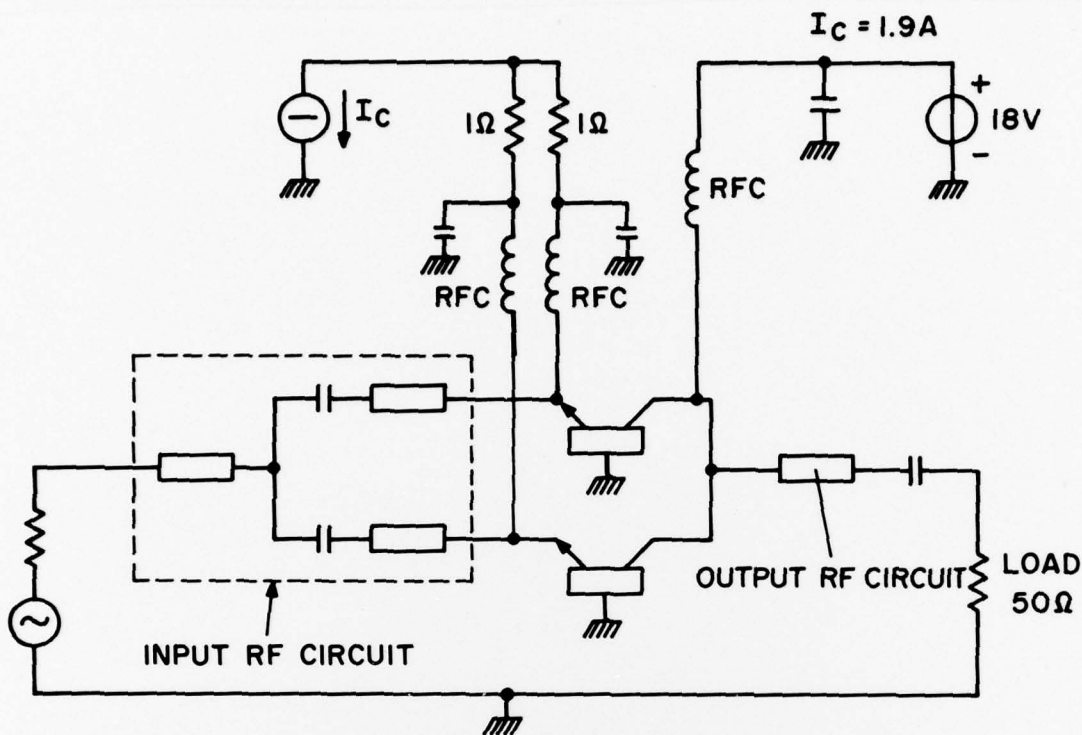 I_C = 1.9A
I_C
1Ω
1Ω
+
18V
-
RFC
RFC
RFC
INPUT RF CIRCUIT
OUTPUT RF CIRCUIT
LOAD
50Ω